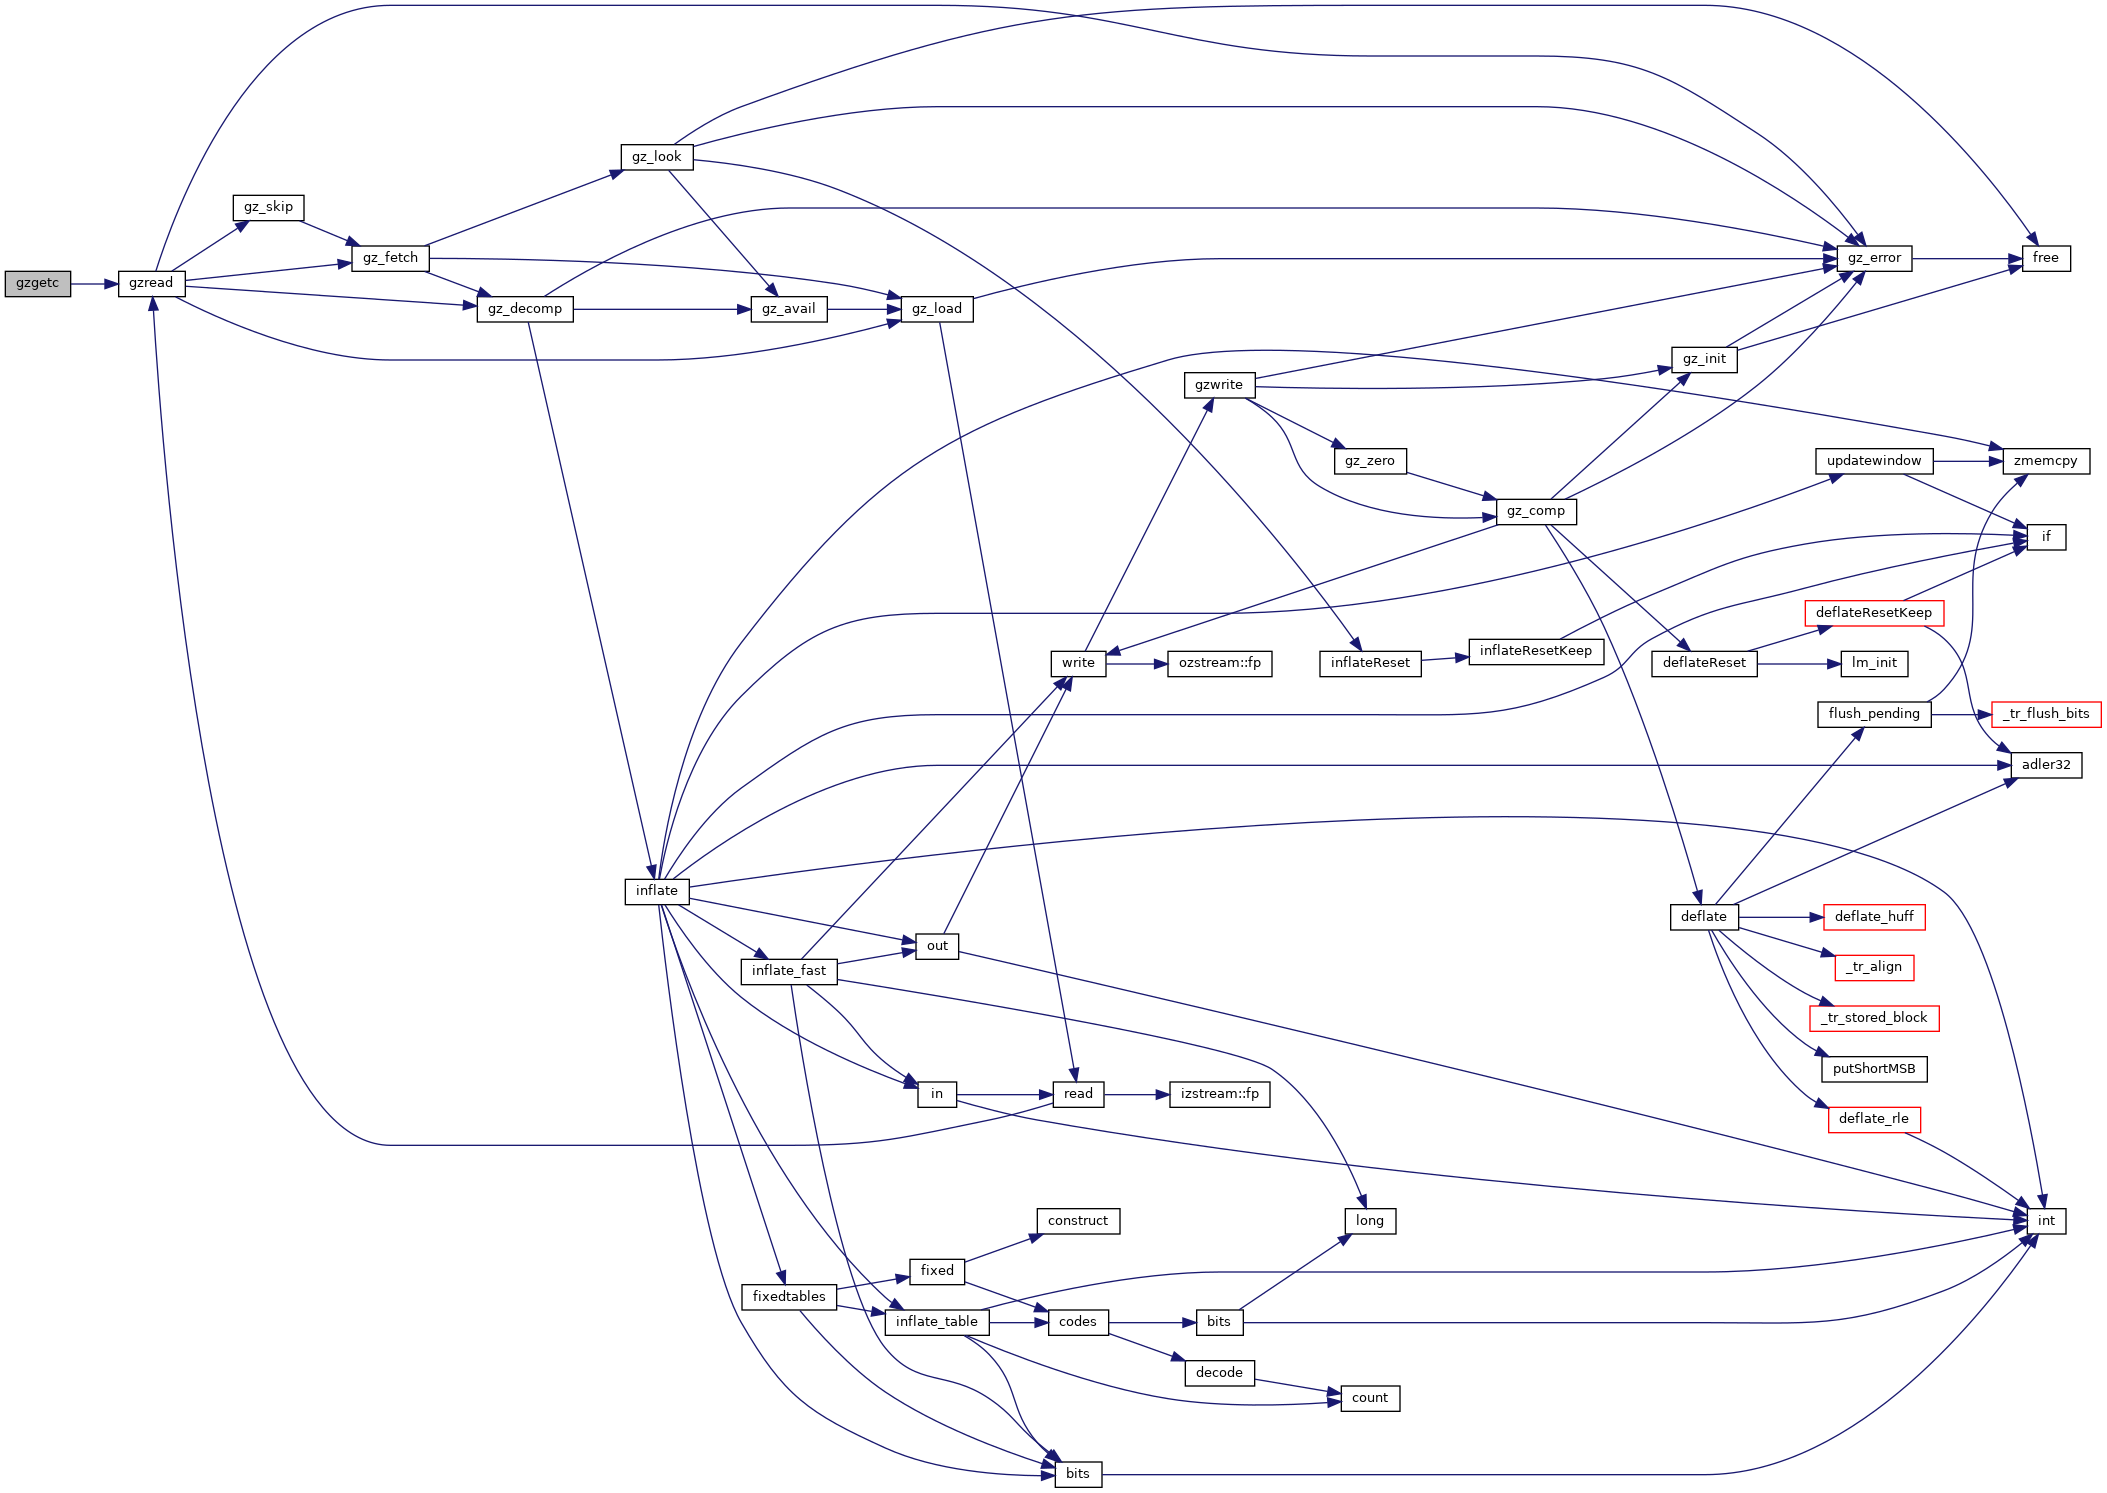 gzgetc
gzread
gz_skip
gz_fetch
gz_decomp
gz_look
gz_avail
gz_load
gz_error
free
gz_init
gzwrite
gz_zero
gz_comp
updatewindow
zmemcpy
if
deflateResetKeep
inflateResetKeep
write
ozstream::fp
inflateReset
deflateReset
lm_init
flush_pending
_tr_flush_bits
adler32
inflate
deflate
deflate_huff
out
inflate_fast
_tr_align
_tr_stored_block
putShortMSB
in
read
izstream::fp
deflate_rle
construct
long
int
fixed
fixedtables
inflate_table
codes
bits
decode
count
bits